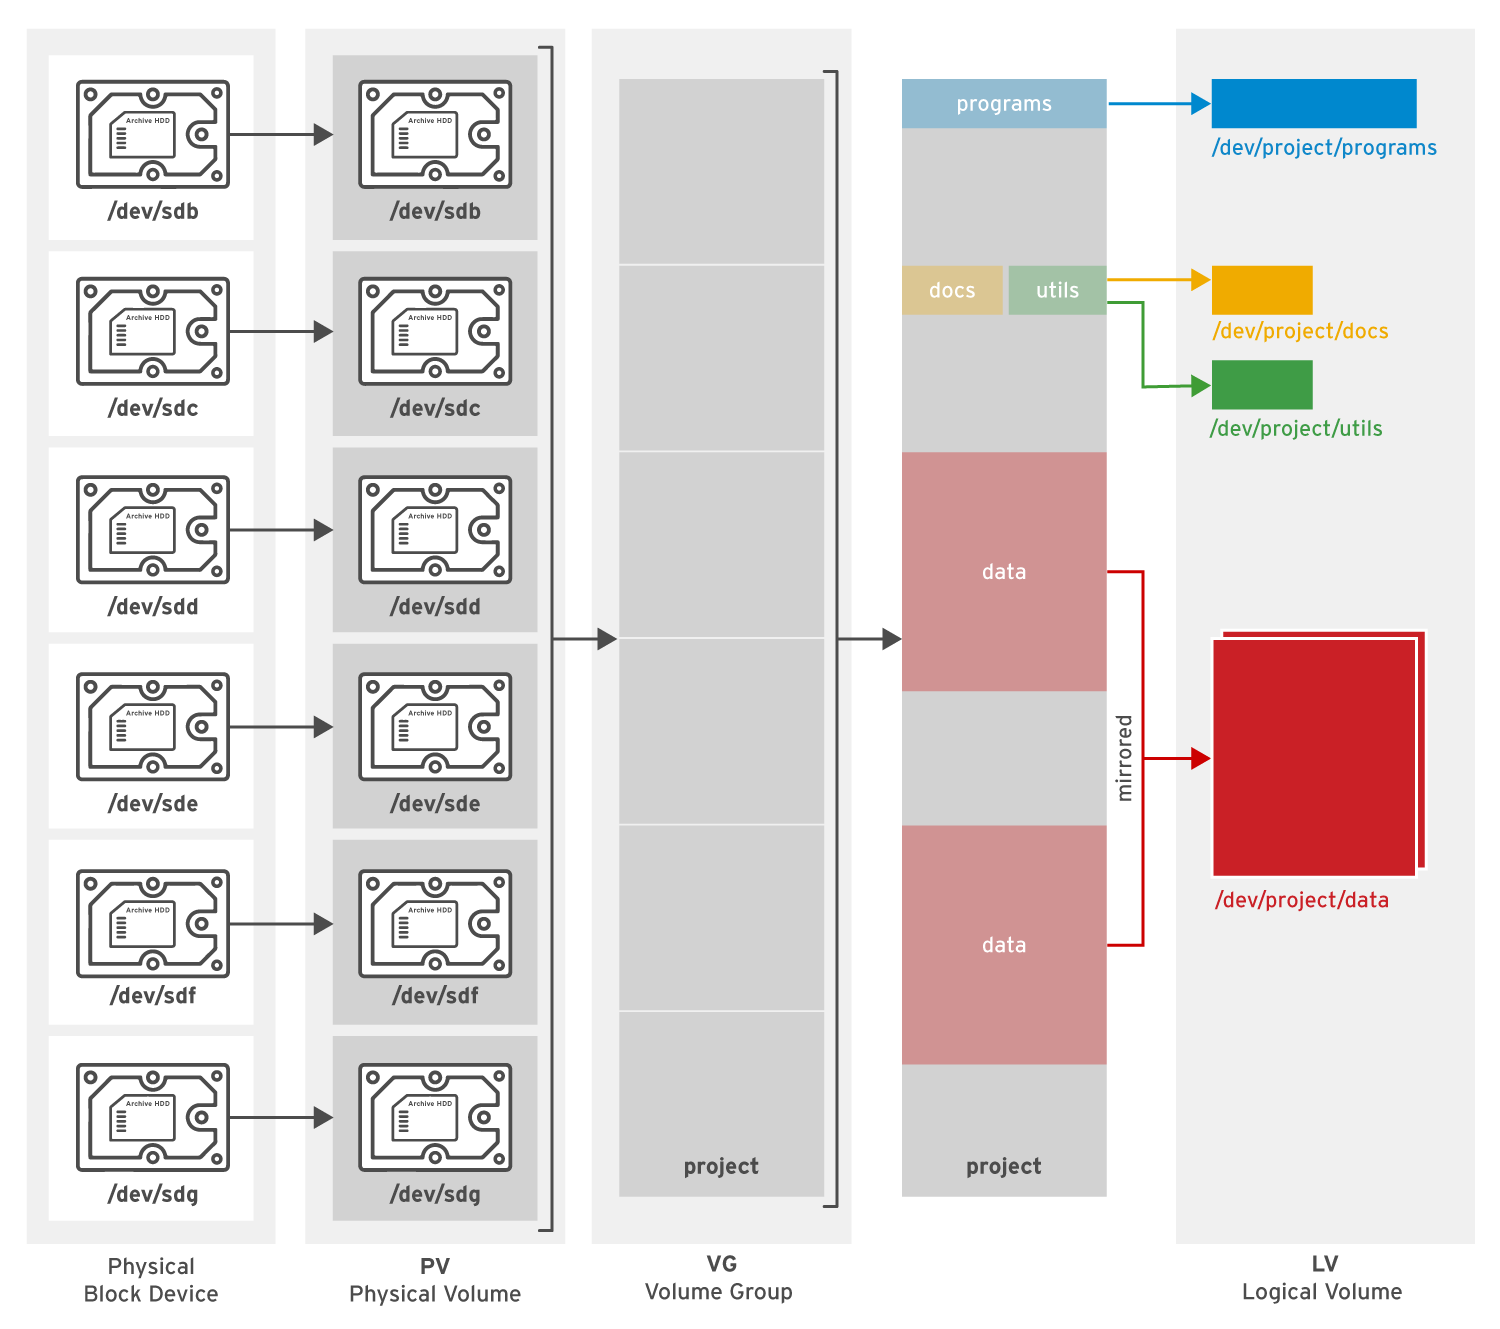 Archive HDD
/dev/sdb
Archive HDD
/dev/sdc
Archive HDD
/dev/sdd
Archive HDD
/dev/sde
Archive HDD
/dev/sdf
Archive HDD
/dev/sdg
Physical
Block Device
Archive HDD
/dev/sdb
Archive HDD
/dev/sdc
Archive HDD
/dev/sdd
Archive HDD
/dev/sde
Archive HDD
/dev/sdf
Archive HDD
/dev/sdg
PV
Physical Volume
project
VG
Volume Group
programs
docs
utils
data
mirrored
data
project
/dev/project/programs
/dev/project/docs
/dev/project/utils
/dev/project/data
LV
Logical Volume